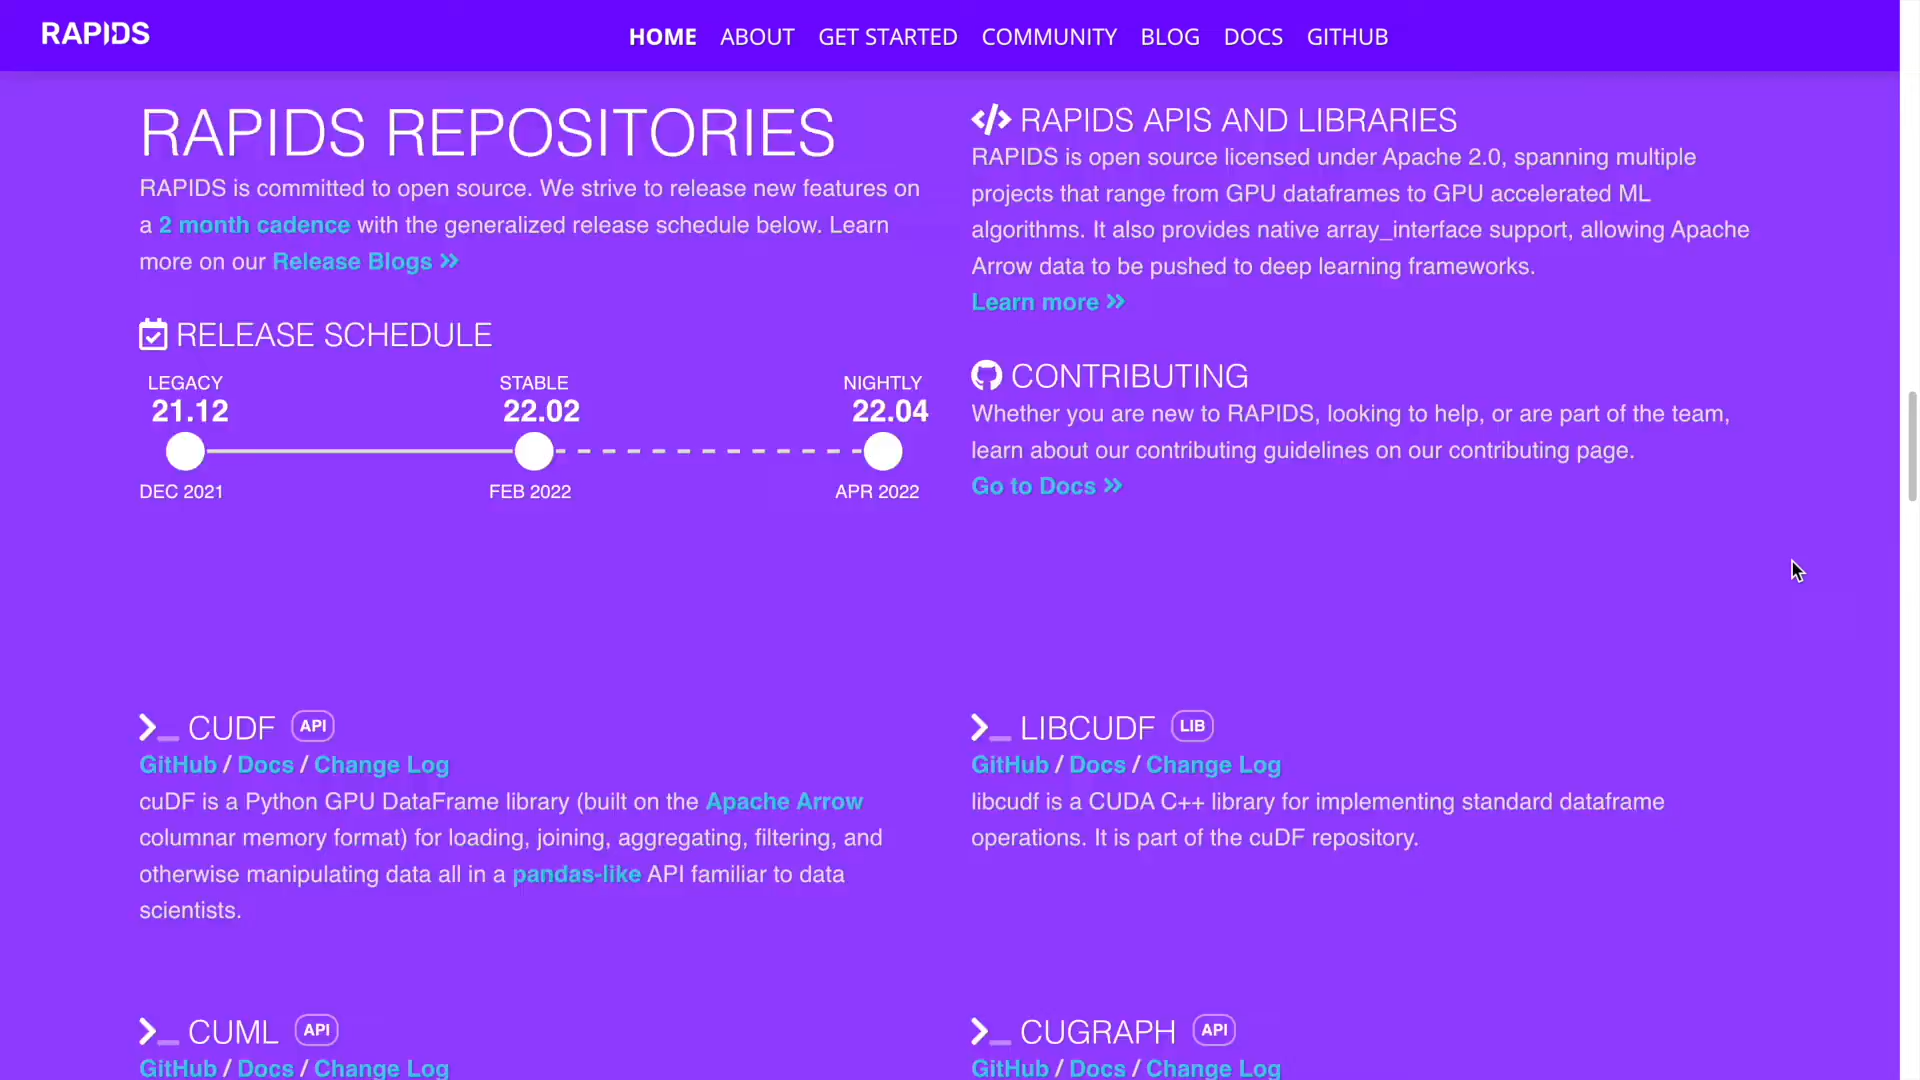 RAPIDS
HOME ABOUT GET STARTED COMMUNITY BLOG DOCS GITHUB
RAPIDS REPOSITORIES
RAPIDS is committed to open source. We strive to release new features on
a 2 month cadence with the generalized release schedule below. Learn
more on our Release Blogs
RELEASE SCHEDULE
LEGACY STABLE NIGHTLY
21.12 22.02 22.04
DEC 2021 FEB 2022 APR 2022
RAPIDS APIS AND LIBRARIES
RAPIDS is open source licensed under Apache 2.0, spanning multiple
projects that range from GPU dataframes to GPU accelerated ML
algorithms. It also provides native array_interface support, allowing Apache
Arrow data to be pushed to deep learning frameworks.
Learn more
CONTRIBUTING
Whether you are new to RAPIDS, looking to help, or are part of the team,
learn about our contributing guidelines on our contributing page.
Go to Docs
CUDF API
GitHub / Docs / Change Log
cuDF is a Python GPU DataFrame library (built on the Apache Arrow
columnar memory format) for loading, joining, aggregating, filtering, and
otherwise manipulating data all in a pandas-like API familiar to data
scientists.
LIBCUDF LIB
GitHub / Docs / Change Log
libcudf is a CUDA C++ library for implementing standard dataframe
operations. It is part of the cuDF repository.
CUML API
GitHub / Docs / Change Log
CUGRAPH API
GitHub / Docs / Change Log